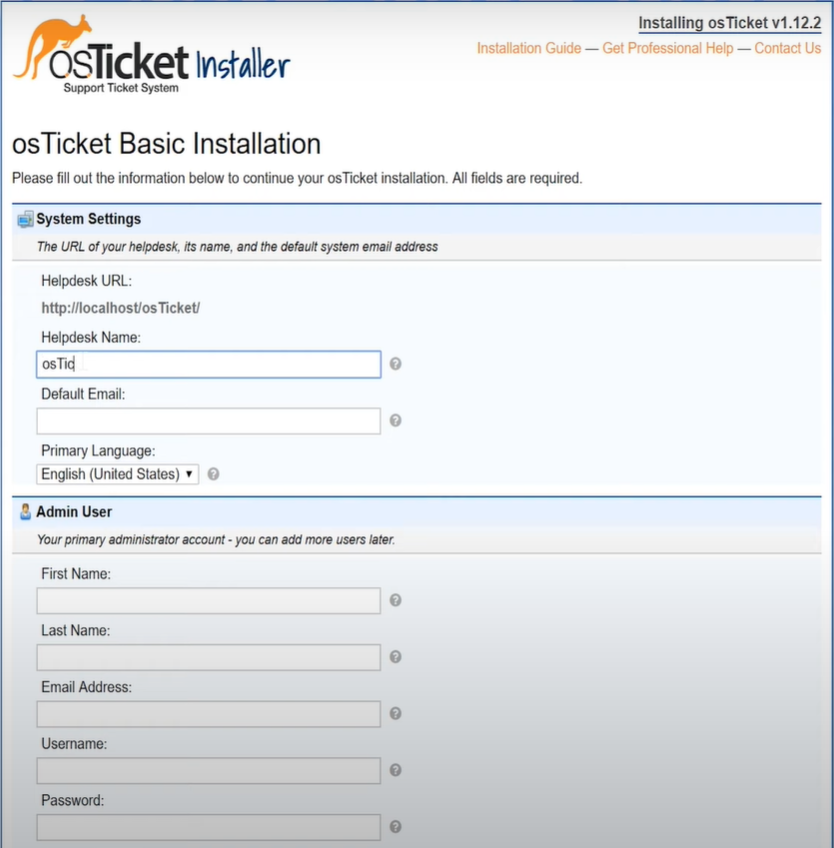 Installing osTicket v1.12.2
Installation Guide — Get Professional Help — Contact Us
osTicket Installer
Support Ticket System
osTicket Basic Installation
Please fill out the information below to continue your osTicket installation. All fields are required.
System Settings
The URL of your helpdesk, its name, and the default system email address
Helpdesk URL:
http://localhost/osTicket/
Helpdesk Name:
osTic
Default Email:
Primary Language:
English (United States)
Admin User
Your primary administrator account - you can add more users later.
First Name:
Last Name:
Email Address:
Username:
Password: